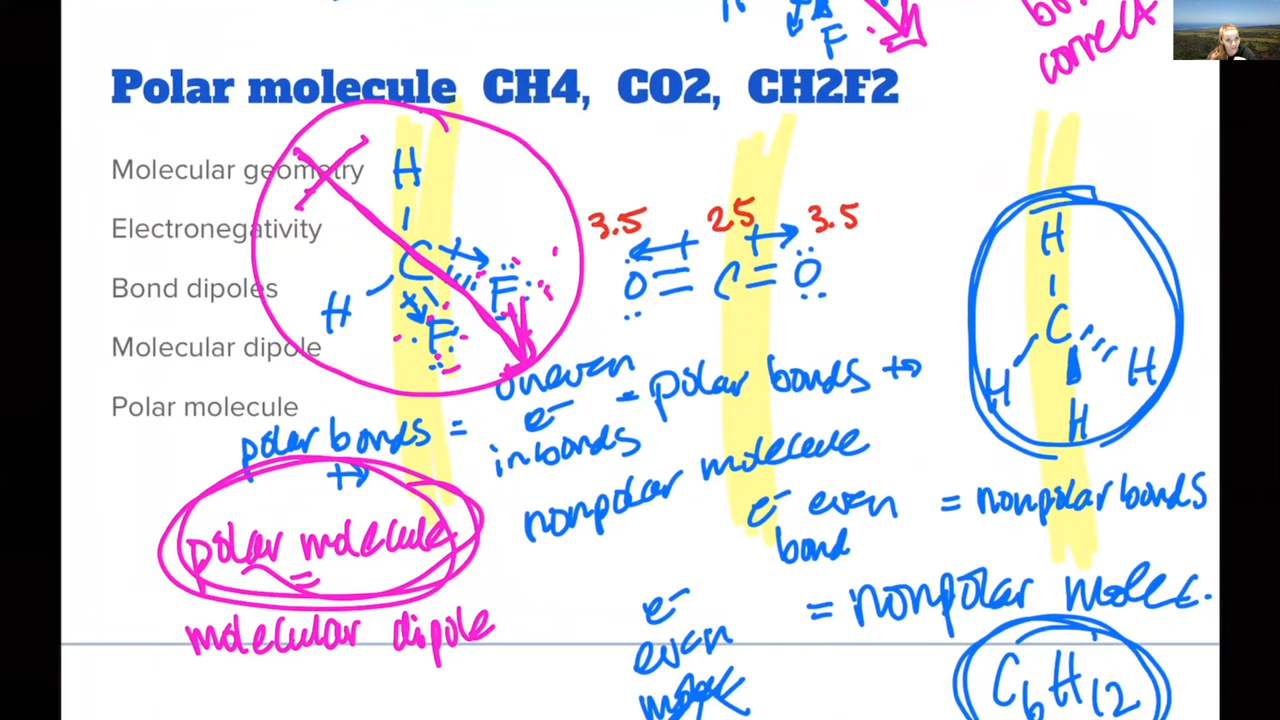 F
correct
Polar molecule CH4, CO2, CH2F2
Molecular geometry
Electronegativity
Bond dipoles
Molecular dipole
Polar molecule
H
C
F
H
F
3.5 2.5 3.5
O = C = O
H
C
H
H
H
polar bonds = uneven
e-
in bonds
= polar bonds
nonpolar molecule
polar molecule
molecular dipole
e- even = nonpolar bonds
bond
e- = nonpolar molec.
even
C6H12